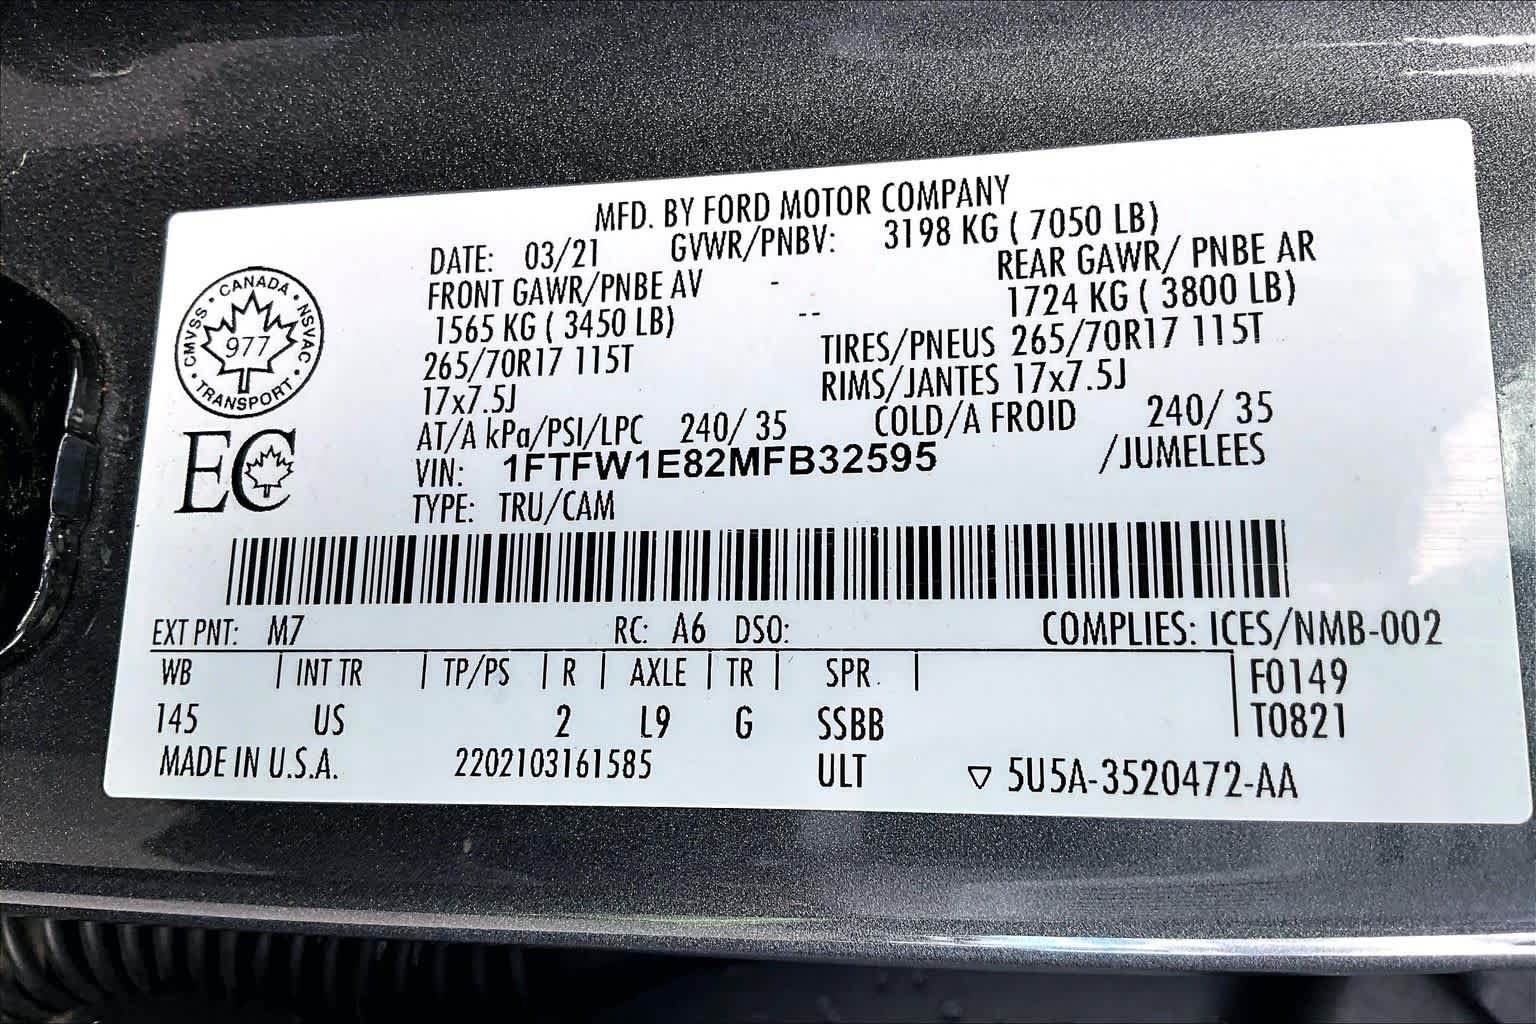 MFD. BY FORD MOTOR COMPANY
DATE: 03/21 GVWR/PNBV: 3198 KG ( 7050 LB)
FRONT GAWR/PNBE AV - REAR GAWR/ PNBE AR
1565 KG ( 3450 LB) -- 1724 KG ( 3800 LB)
265/70R17 115T TIRES/PNEUS 265/70R17 115T
17x7.5J RIMS/JANTES 17x7.5J
AT/A kPa/PSI/LPC 240/ 35 COLD/A FROID 240/ 35
VIN: 1FTFW1E82MFB32595 /JUMELEES
TYPE: TRU/CAM
CANADA • NSVAC • TRANSPORT • CMVSS •
977
EC
EXT PNT: M7 RC: A6 DSO: COMPLIES: ICES/NMB-002
WB | INT TR | TP/PS | R | AXLE | TR | SPR | F0149
145 US 2 L9 G SSBB T0821
MADE IN U.S.A. 2202103161585 ULT ▽ 5U5A-3520472-AA